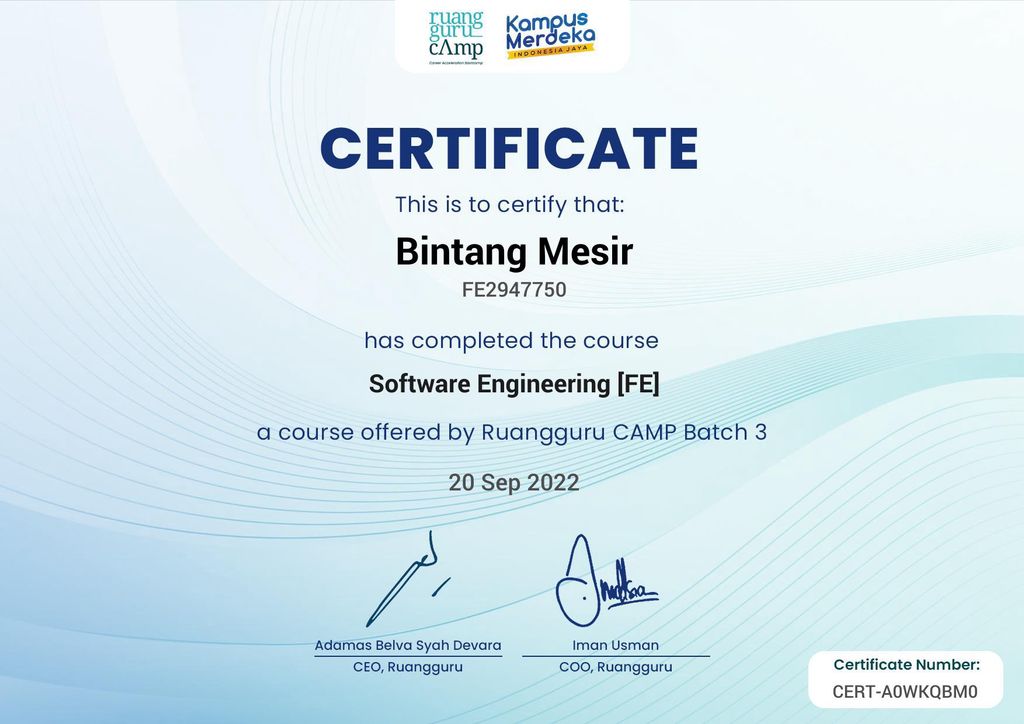 ruang
guru
cAmp
Career Acceleration Bootcamp
Kampus
Merdeka
INDONESIA JAYA
CERTIFICATE
This is to certify that:
Bintang Mesir
FE2947750
has completed the course
Software Engineering [FE]
a course offered by Ruangguru CAMP Batch 3
20 Sep 2022
Adamas Belva Syah Devara
CEO, Ruangguru
Iman Usman
COO, Ruangguru
Certificate Number:
CERT-A0WKQBM0